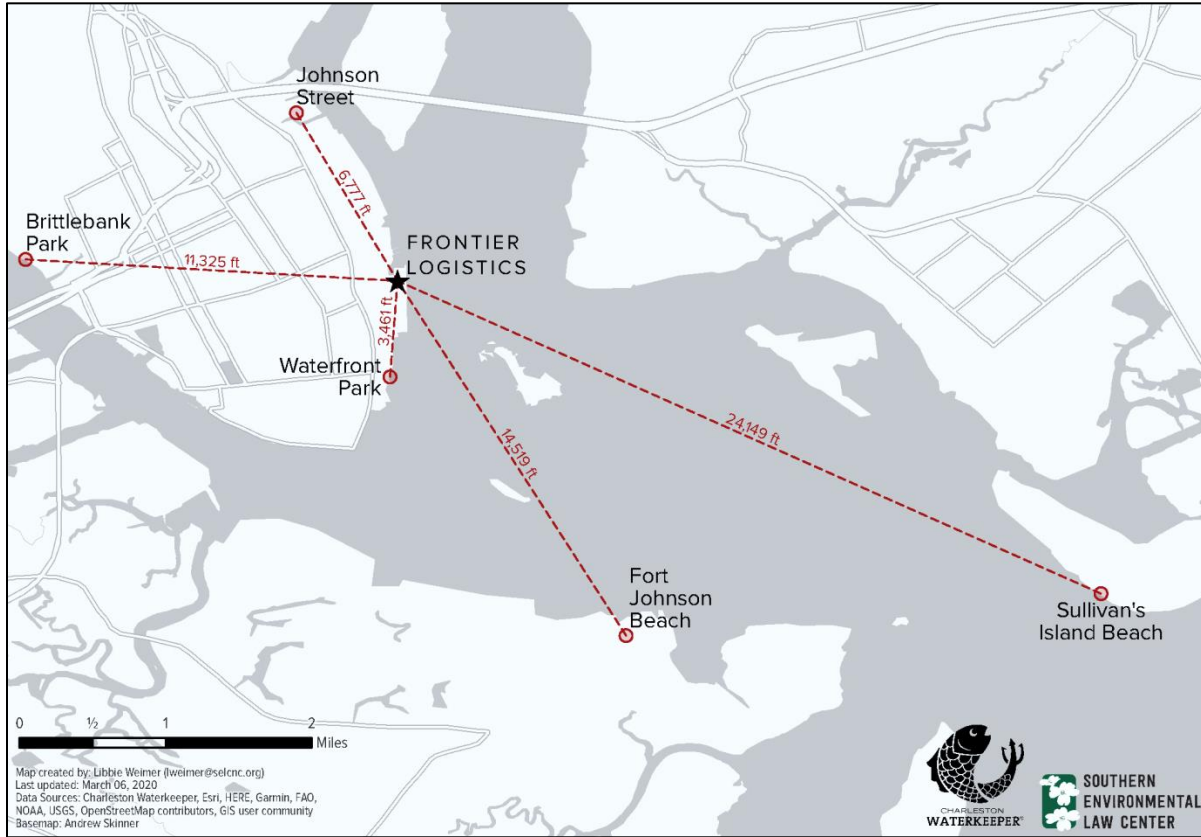 Johnson
Street
6,777 ft
Brittlebank
Park
11,325 ft
FRONTIER
LOGISTICS
3,461 ft
Waterfront
Park
14,519 ft
24,149 ft
Fort
Johnson
Beach
Sullivan's
Island Beach
0 ½ 1 2
Miles
Map created by: Libbie Weimer (lweimer@selcnc.org)
Last updated: March 06, 2020
Data Sources: Charleston Waterkeeper, Esri, HERE, Garmin, FAO,
NOAA, USGS, OpenStreetMap contributors, GIS user community
Basemap: Andrew Skinner
CHARLESTON
WATERKEEPER®
SOUTHERN
ENVIRONMENTAL
LAW CENTER